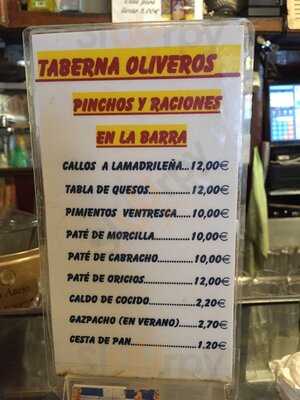 TABERNA OLIVEROS
PINCHOS Y RACIONES
EN LA BARRA
CALLOS A LAMADRILEÑA...12,00€
TABLA DE QUESOS................12,00€
PIMJENTOS VENTRESCA.....10,00€
PATÉ DE MORCILLA.............10,00€
PATÉ DE CABRACHO............10,00€
PATÉ DE ORICIOS...............12,00€
CALDO DE COCIDO..............2,20€
GAZPACHO (EN VERANO).......2,70€
CESTA DE PAN....................1.20€